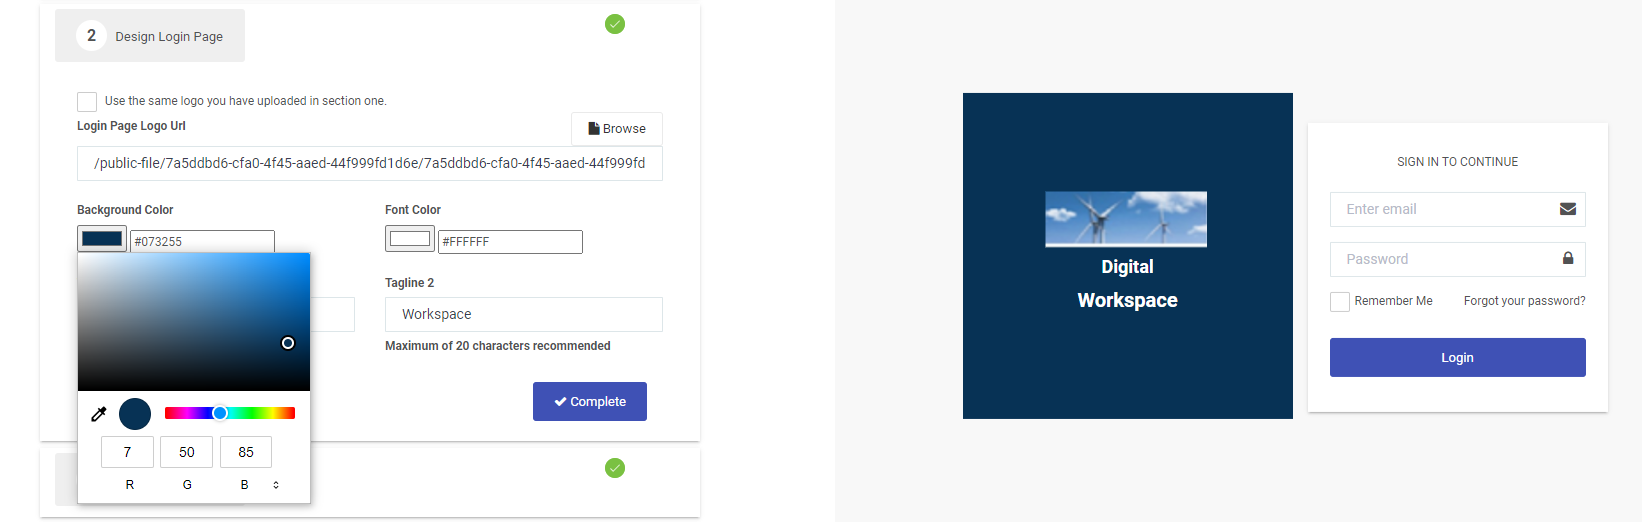 2 Design Login Page
Use the same logo you have uploaded in section one.
Login Page Logo Url
Browse
/public-file/7a5ddbd6-cfa0-4f45-aaed-44f999fd1d6e/7a5ddbd6-cfa0-4f45-aaed-44f999fd
Background Color
Font Color
#073255
#FFFFFF
Tagline 2
Workspace
Maximum of 20 characters recommended
Complete
7 50 85
R G B
Digital
Workspace
SIGN IN TO CONTINUE
Enter email
Password
Remember Me
Forgot your password?
Login